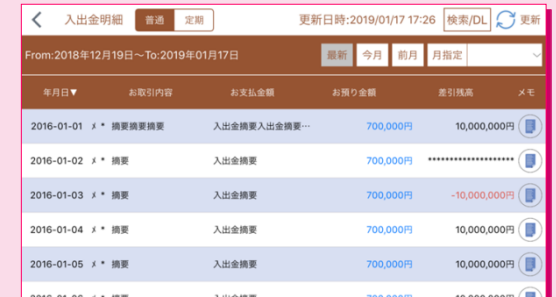 入出金明細 普通 定期 更新日時:2019/01/17 17:26 検索/DL 更新
From:2018年12月19日～To:2019年01月17日 最新 今月 前月 月指定
年月日▼ お取引内容 お支払金額 お預り金額 差引残高 メモ
2016-01-01 ﾒ * 摘要摘要摘要 入出金摘要入出金摘要… 700,000円 10,000,000円
2016-01-02 ﾒ * 摘要 入出金摘要 700,000円 ********************
2016-01-03 ﾒ * 摘要 入出金摘要 700,000円 -10,000,000円
2016-01-04 ﾒ * 摘要 入出金摘要 700,000円 10,000,000円
2016-01-05 ﾒ * 摘要 入出金摘要 700,000円 10,000,000円